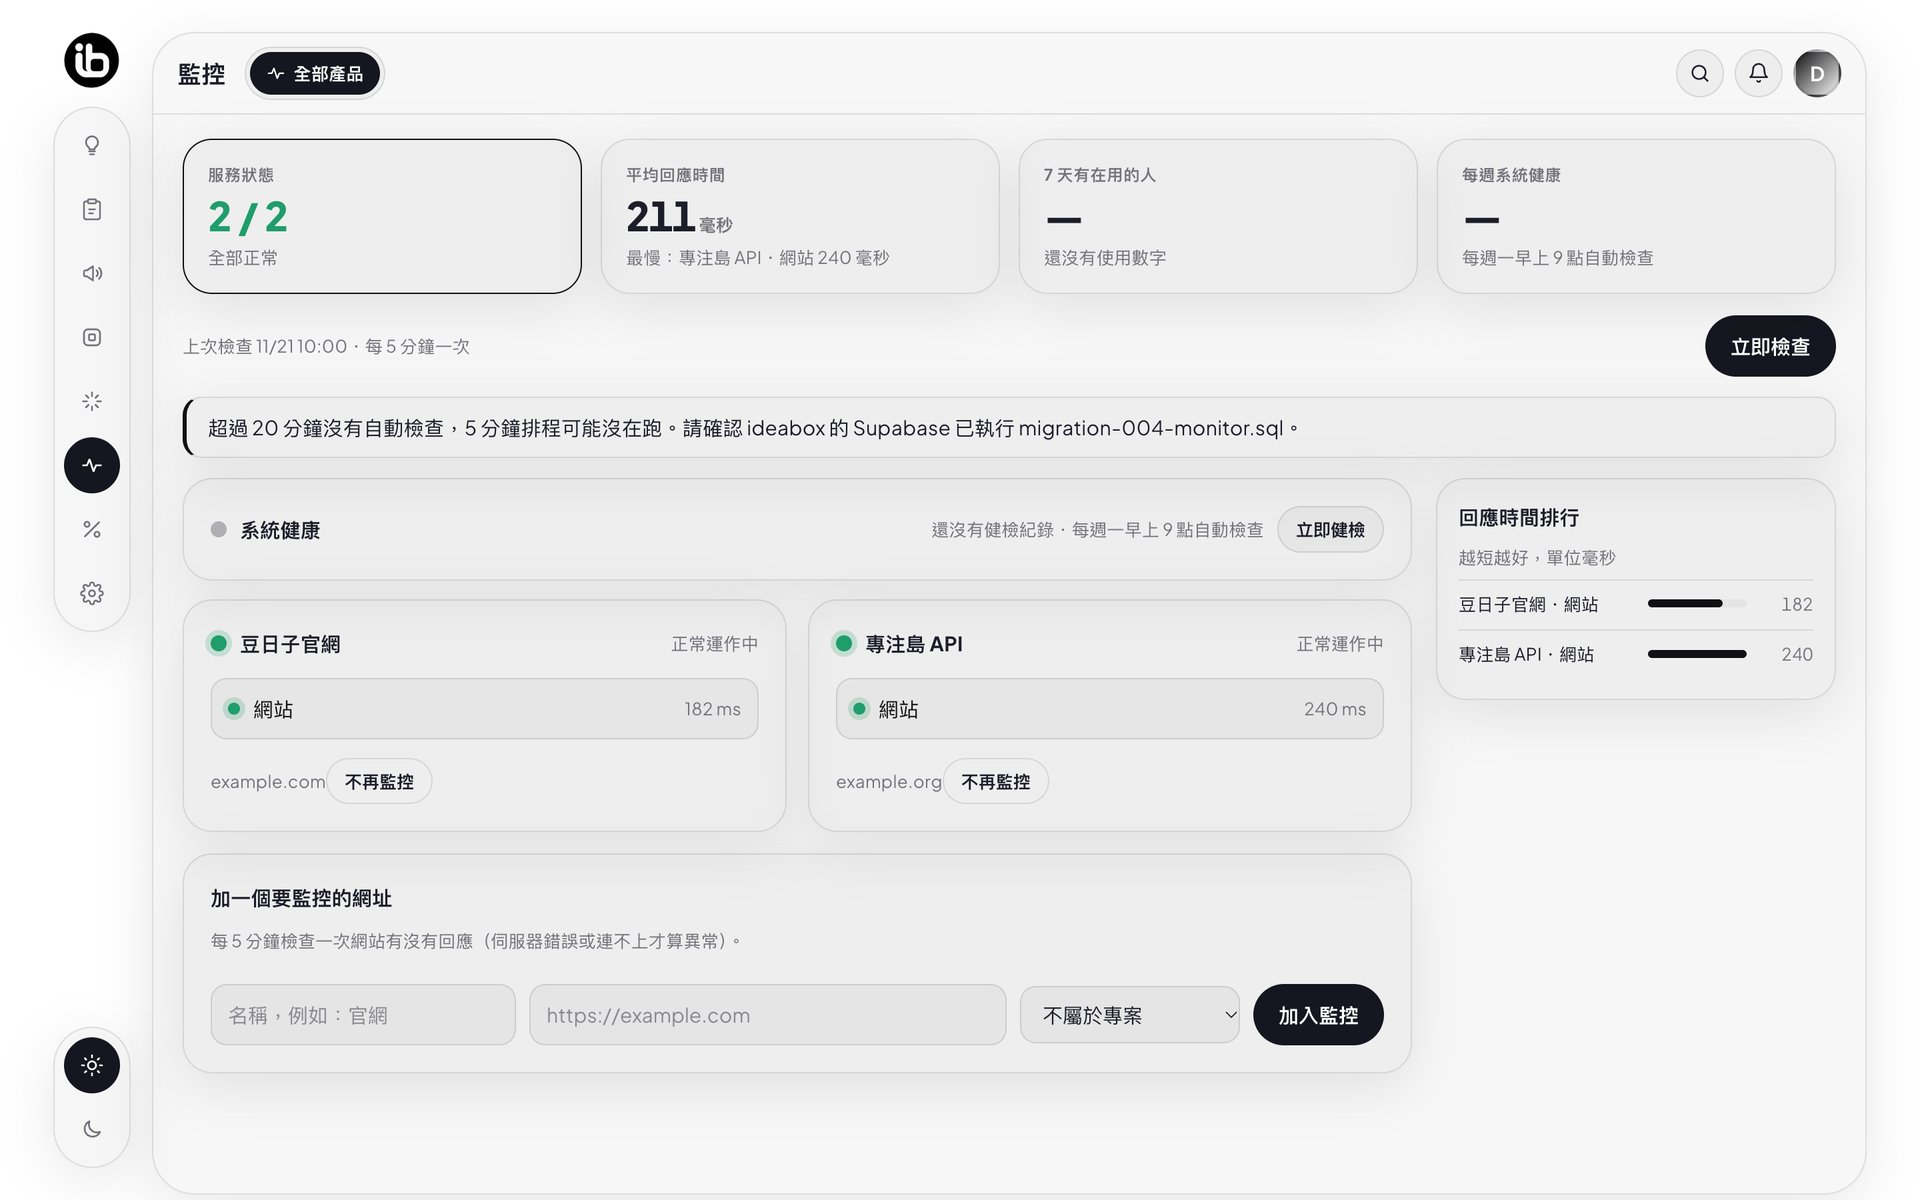 ib
監控
全部產品
D
服務狀態
2 / 2
全部正常
平均回應時間
211 毫秒
最慢：專注島 API · 網站 240 毫秒
7 天有在用的人
—
還沒有使用數字
每週系統健康
—
每週一早上 9 點自動檢查
上次檢查 11/21 10:00 · 每 5 分鐘一次
立即檢查
超過 20 分鐘沒有自動檢查，5 分鐘排程可能沒在跑。請確認 ideabox 的 Supabase 已執行 migration-004-monitor.sql。
系統健康
還沒有健檢紀錄 · 每週一早上 9 點自動檢查
立即健檢
豆日子官網
正常運作中
網站
182 ms
example.com
不再監控
專注島 API
正常運作中
網站
240 ms
example.org
不再監控
回應時間排行
越短越好，單位毫秒
豆日子官網 · 網站
182
專注島 API · 網站
240
加一個要監控的網址
每 5 分鐘檢查一次網站有沒有回應（伺服器錯誤或連不上才算異常）。
名稱，例如：官網
https://example.com
不屬於專案
加入監控